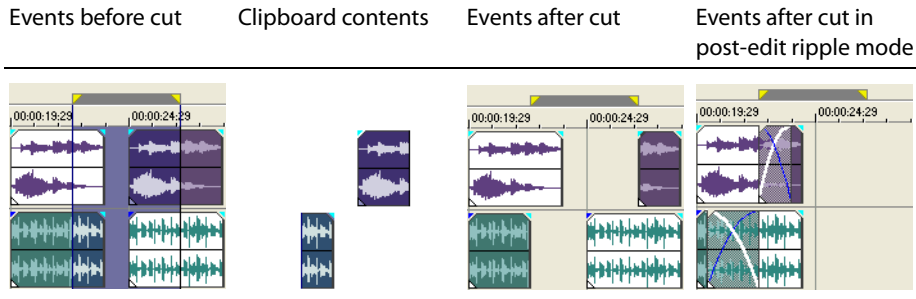 Events before cut
Clipboard contents
Events after cut
Events after cut in
post-edit ripple mode
00:00:19:29
00:00:24:29
00:00:19:29
00:00:24:29
00:00:19:29
00:00:24:29